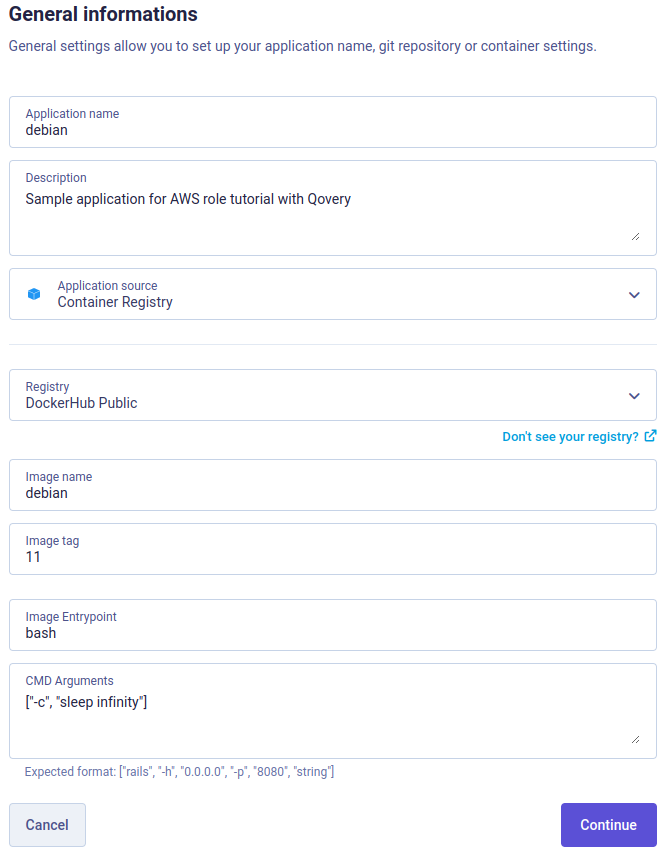 General informations
General settings allow you to set up your application name, git repository or container settings.
Application name
debian
Description
Sample application for AWS role tutorial with Qovery
Application source
Container Registry
Registry
DockerHub Public
Don't see your registry?
Image name
debian
Image tag
11
Image Entrypoint
bash
CMD Arguments
["-c", "sleep infinity"]
Expected format: ["rails", "-h", "0.0.0.0", "-p", "8080", "string"]
Cancel
Continue